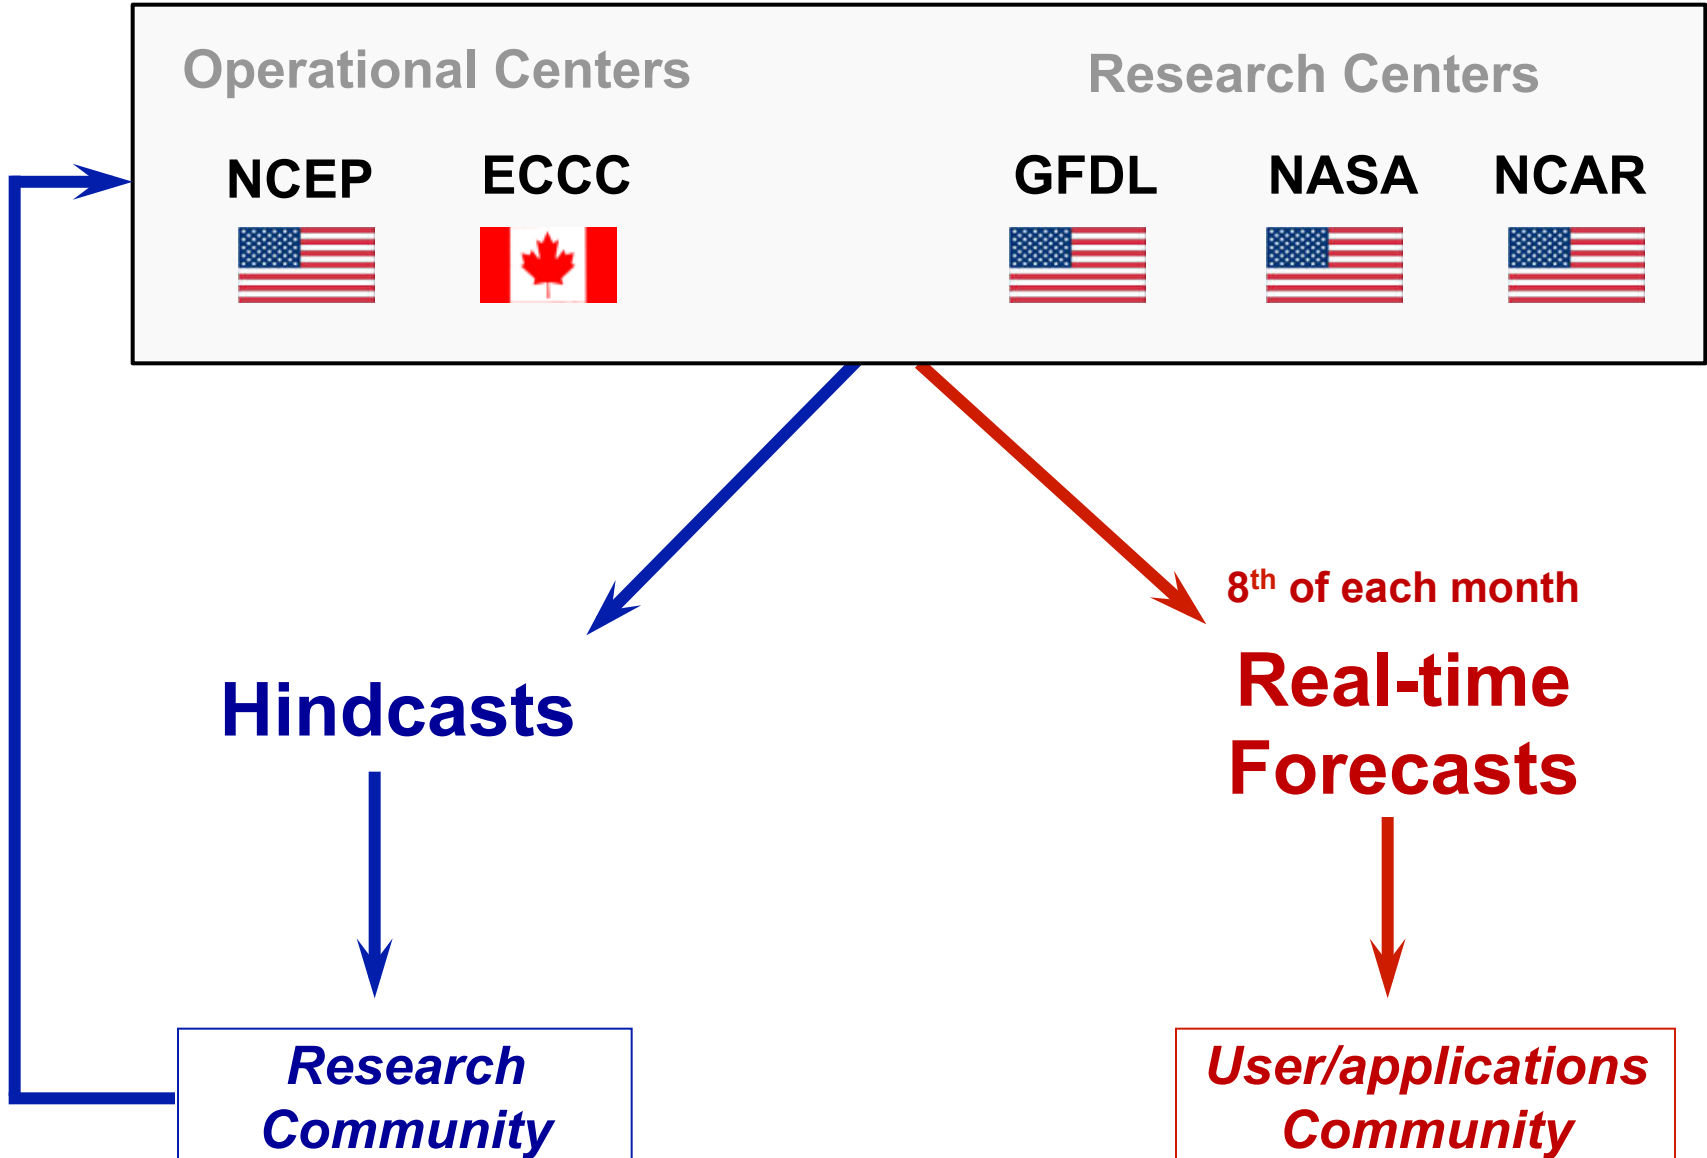 Operational Centers
Research Centers
NCEP
ECCC
GFDL
NASA
NCAR
8th of each month
Hindcasts
Real-time
Forecasts
Research
Community
User/applications
Community